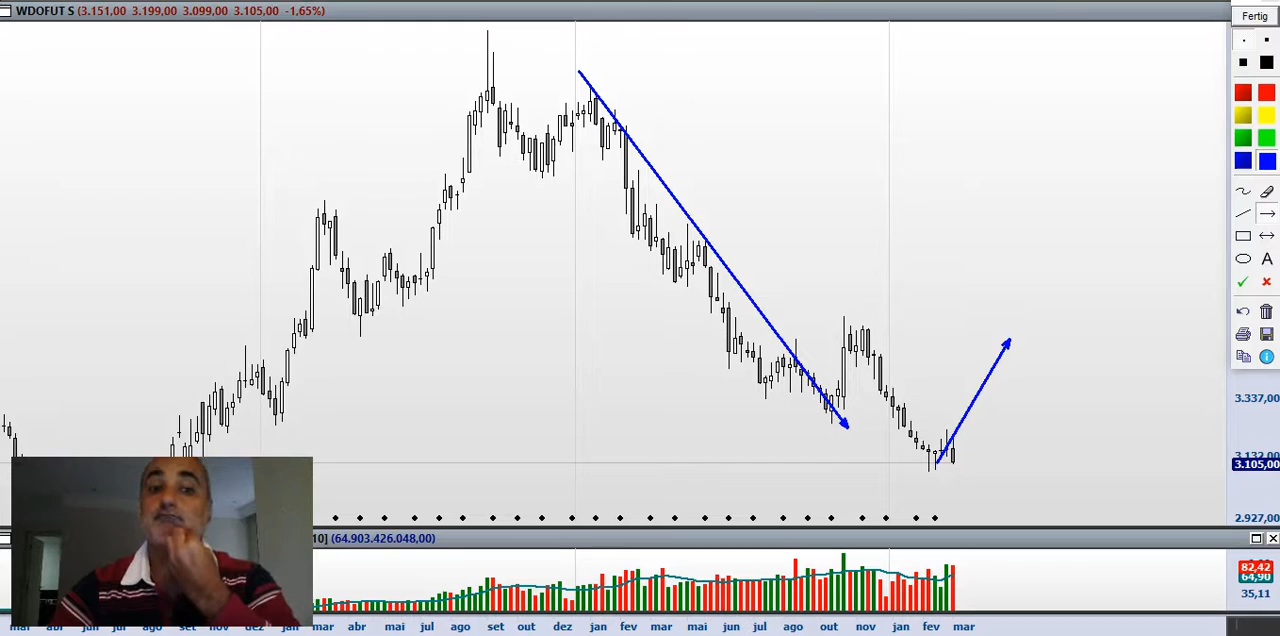 WDOFUT S (3.151,00 3.199,00 3.099,00 3.105,00 -1,65%)
Fertig
A
3.337,00
3.105,00
2.927,00
10] (64.903.426.048,00)
82,42
64,90
35,11
abr jun jul ago set nov dez jan mar abr mai jul ago set out dez jan fev mar mai jun jul ago out nov jan fev mar